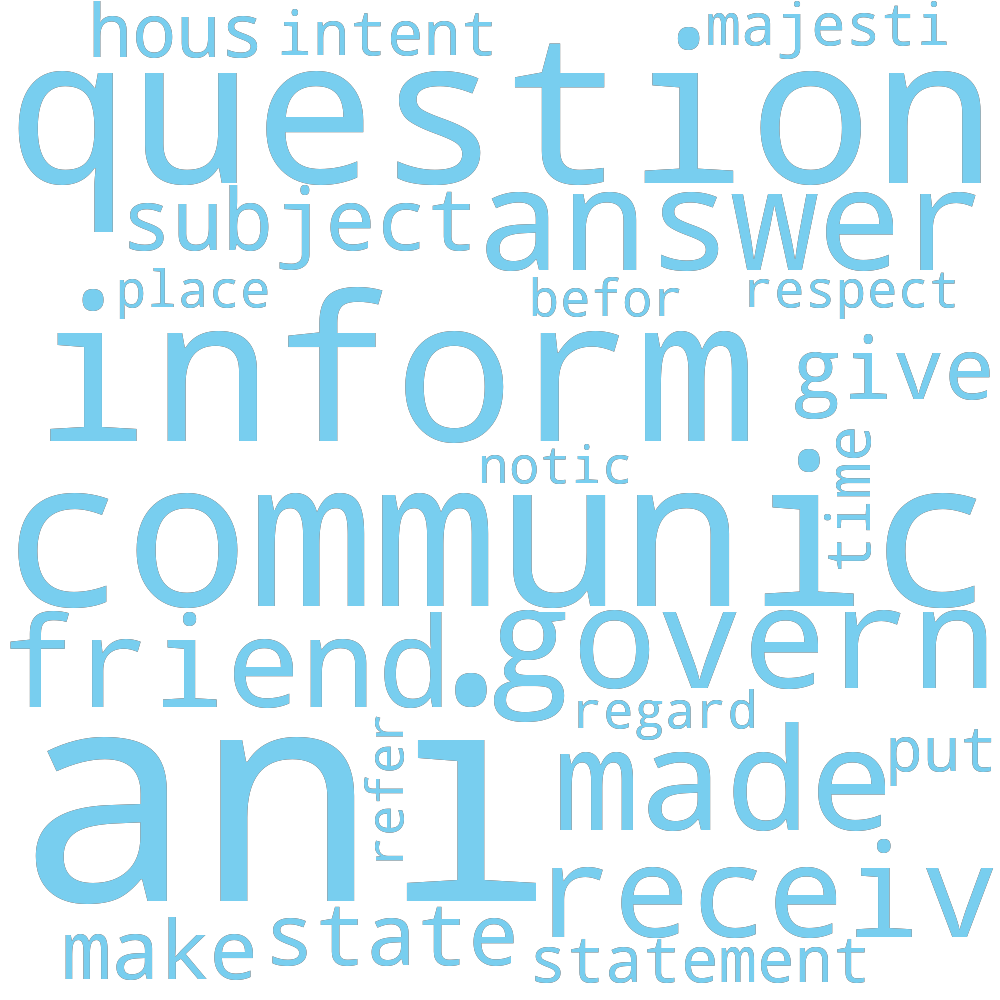 hous intent majesti
question
subject answer
place befor respect
inform give
notic time
communic
friend govern
regard
ani refer made put
receiv
make state statement